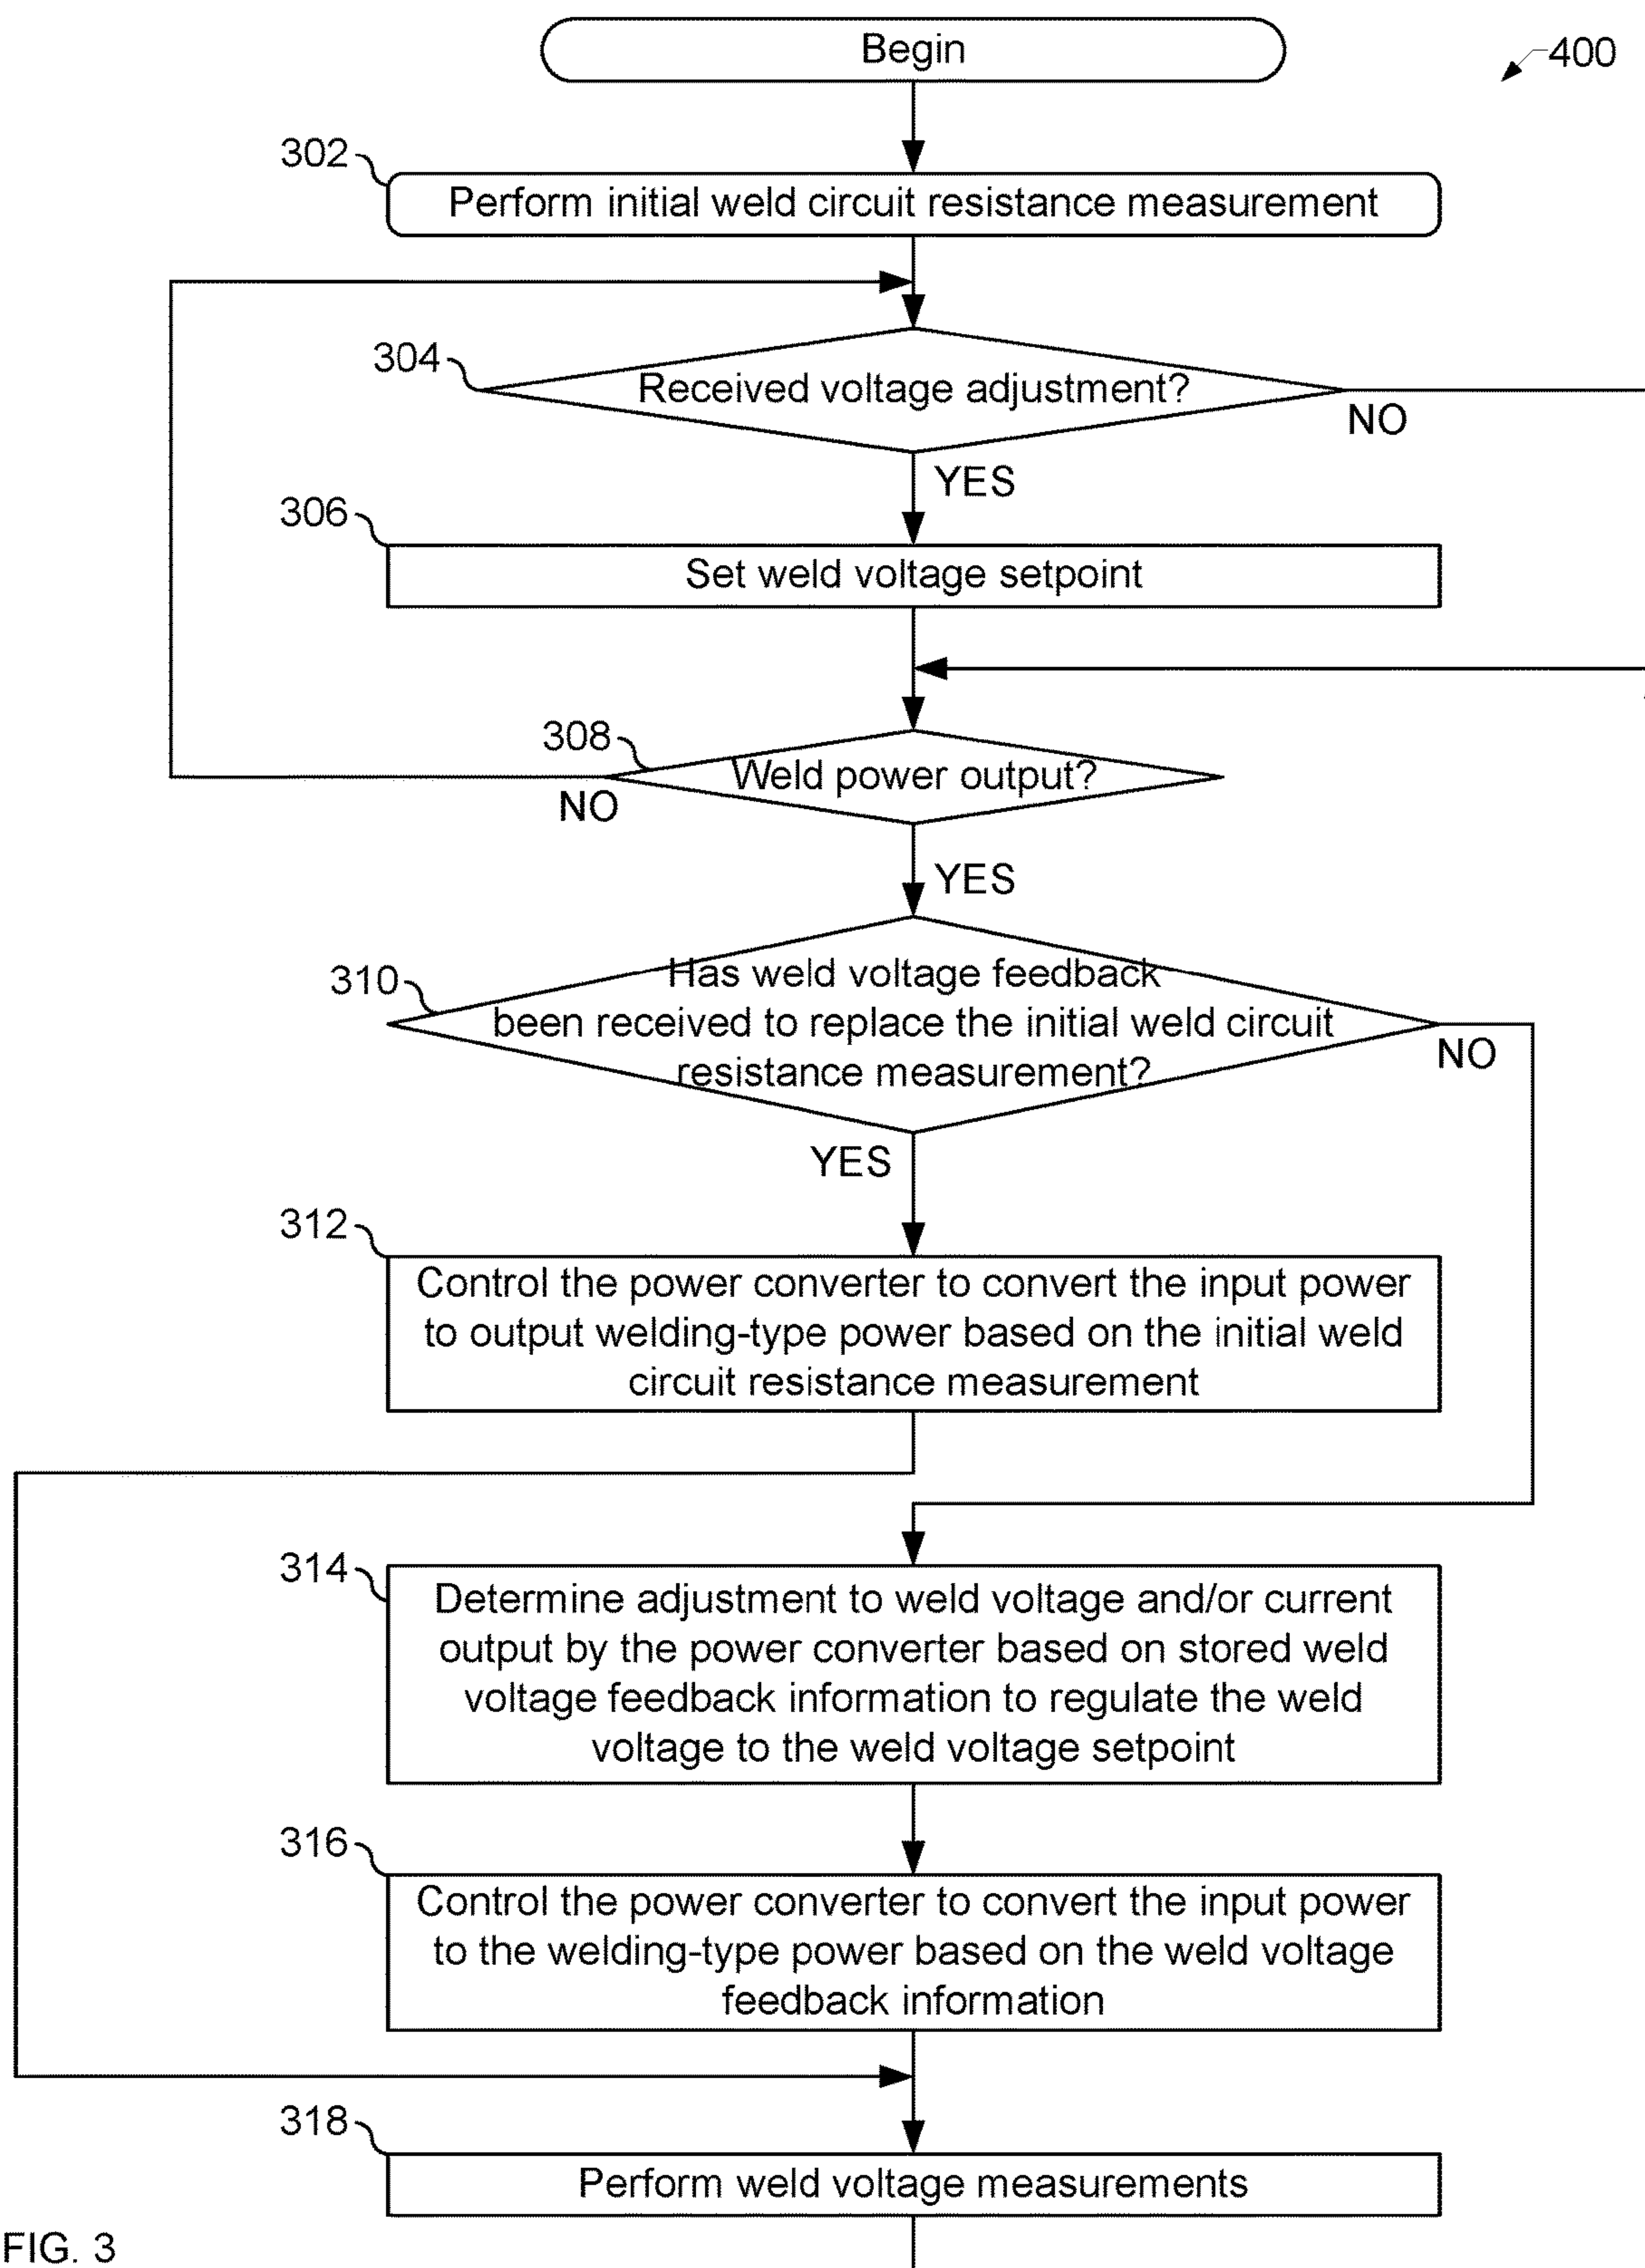 Begin
400
302
Perform initial weld circuit resistance measurement
304
Received voltage adjustment?
NO
YES
306
Set weld voltage setpoint
308
Weld power output?
NO
YES
310
Has weld voltage feedback
been received to replace the initial weld circuit
resistance measurement?
NO
YES
312
Control the power converter to convert the input power
to output welding-type power based on the initial weld
circuit resistance measurement
314
Determine adjustment to weld voltage and/or current
output by the power converter based on stored weld
voltage feedback information to regulate the weld
voltage to the weld voltage setpoint
316
Control the power converter to convert the input power
to the welding-type power based on the weld voltage
feedback information
318
Perform weld voltage measurements
FIG. 3